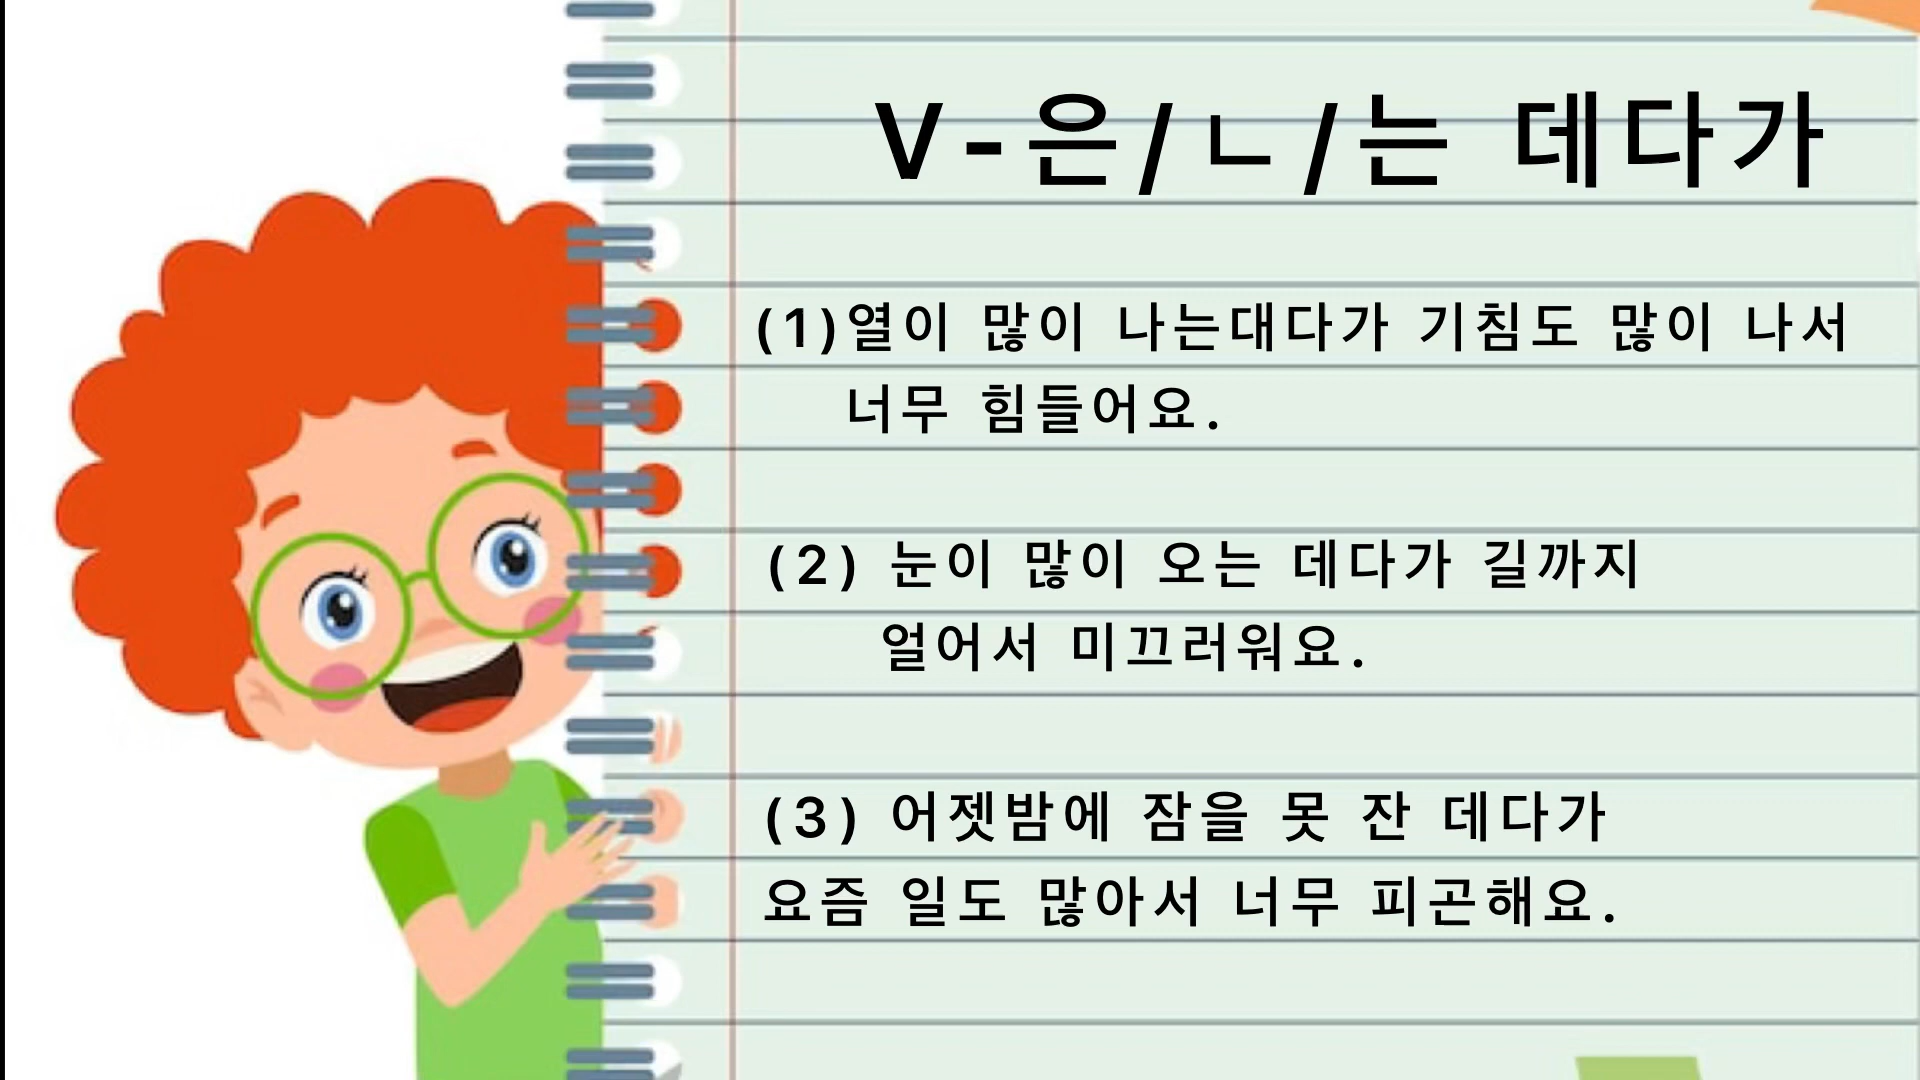 V-은/ㄴ/는 데다가
(1)열이 많이 나는대다가 기침도 많이 나서
너무 힘들어요.
(2) 눈이 많이 오는 데다가 길까지
얼어서 미끄러워요.
(3) 어젯밤에 잠을 못 잔 데다가
요즘 일도 많아서 너무 피곤해요.